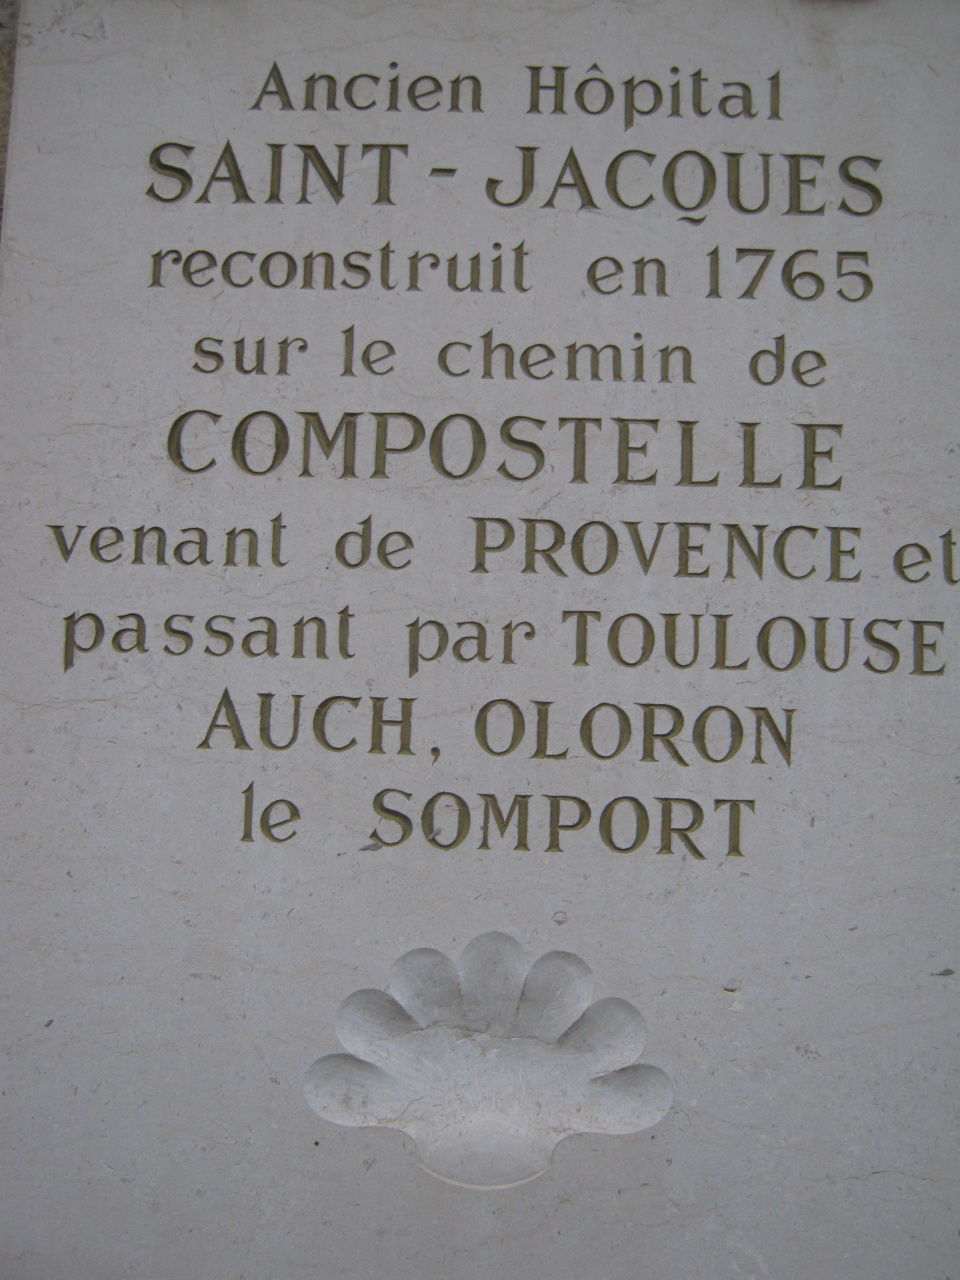 Ancien Hôpital
SAINT-JACQUES
reconstruit en 1765
sur le chemin de
COMPOSTELLE
venant de PROVENCE et
passant par TOULOUSE
AUCH, OLORON
le SOMPORT